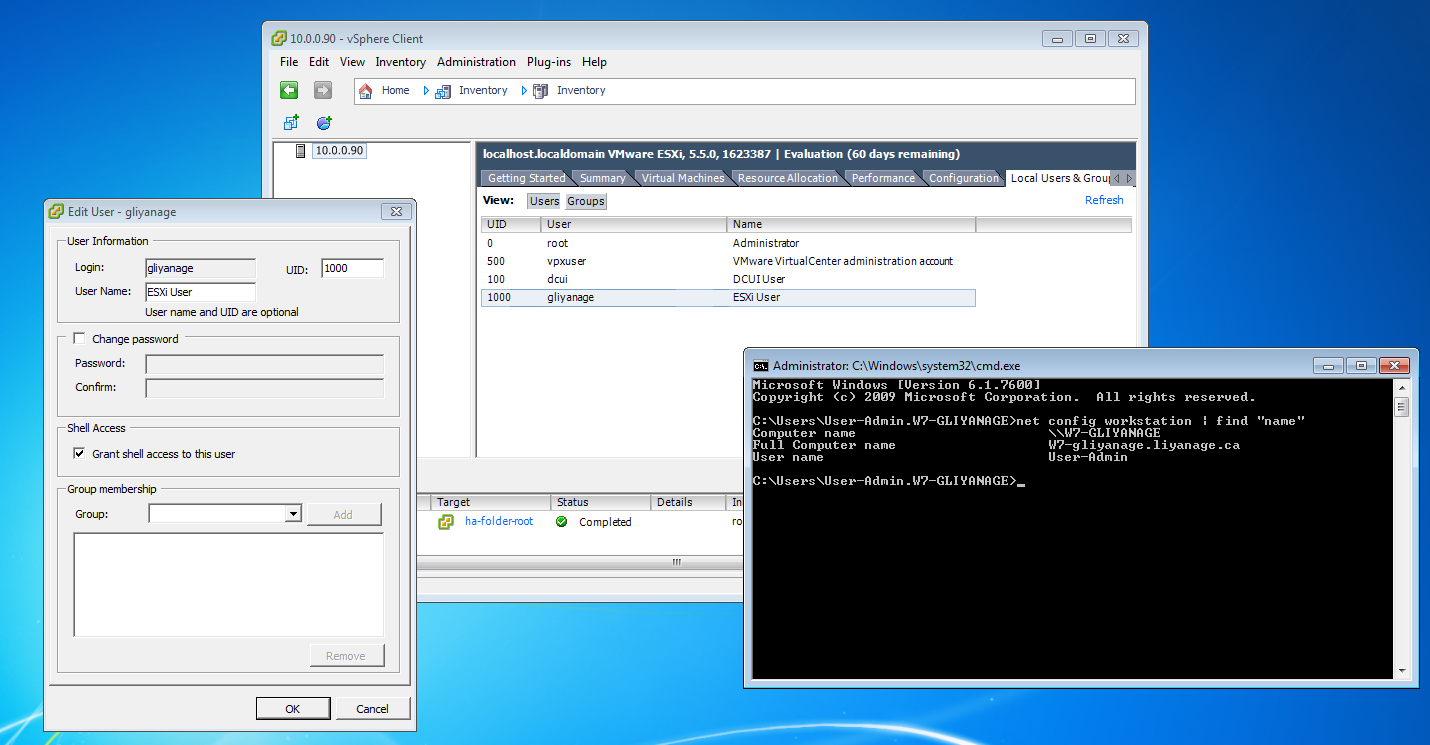 10.0.0.90 - vSphere Client
File Edit View Inventory Administration Plug-ins Help
Home Inventory Inventory
10.0.0.90
localhost.localdomain VMware ESXi, 5.5.0, 1623387 | Evaluation (60 days remaining)
Getting Started Summary Virtual Machines Resource Allocation Performance Configuration Local Users & Group
View: Users Groups Refresh
UID User Name
0 root Administrator
500 vpxuser VMware VirtualCenter administration account
100 dcui DCUI User
1000 gliyanage ESXi User
Target Status Details In
ha-folder-root Completed ro
Edit User - gliyanage
User Information
Login: gliyanage UID: 1000
User Name: ESXi User
User name and UID are optional
Change password
Password:
Confirm:
Shell Access
Grant shell access to this user
Group membership
Group: Add
Remove
OK Cancel
Administrator: C:\Windows\system32\cmd.exe
Microsoft Windows [Version 6.1.7600]
Copyright (c) 2009 Microsoft Corporation. All rights reserved.
C:\Users\User-Admin.W7-GLIYANAGE>net config workstation | find "name"
Computer name \\W7-GLIYANAGE
Full Computer name W7-gliyanage.liyanage.ca
User name User-Admin
C:\Users\User-Admin.W7-GLIYANAGE>_